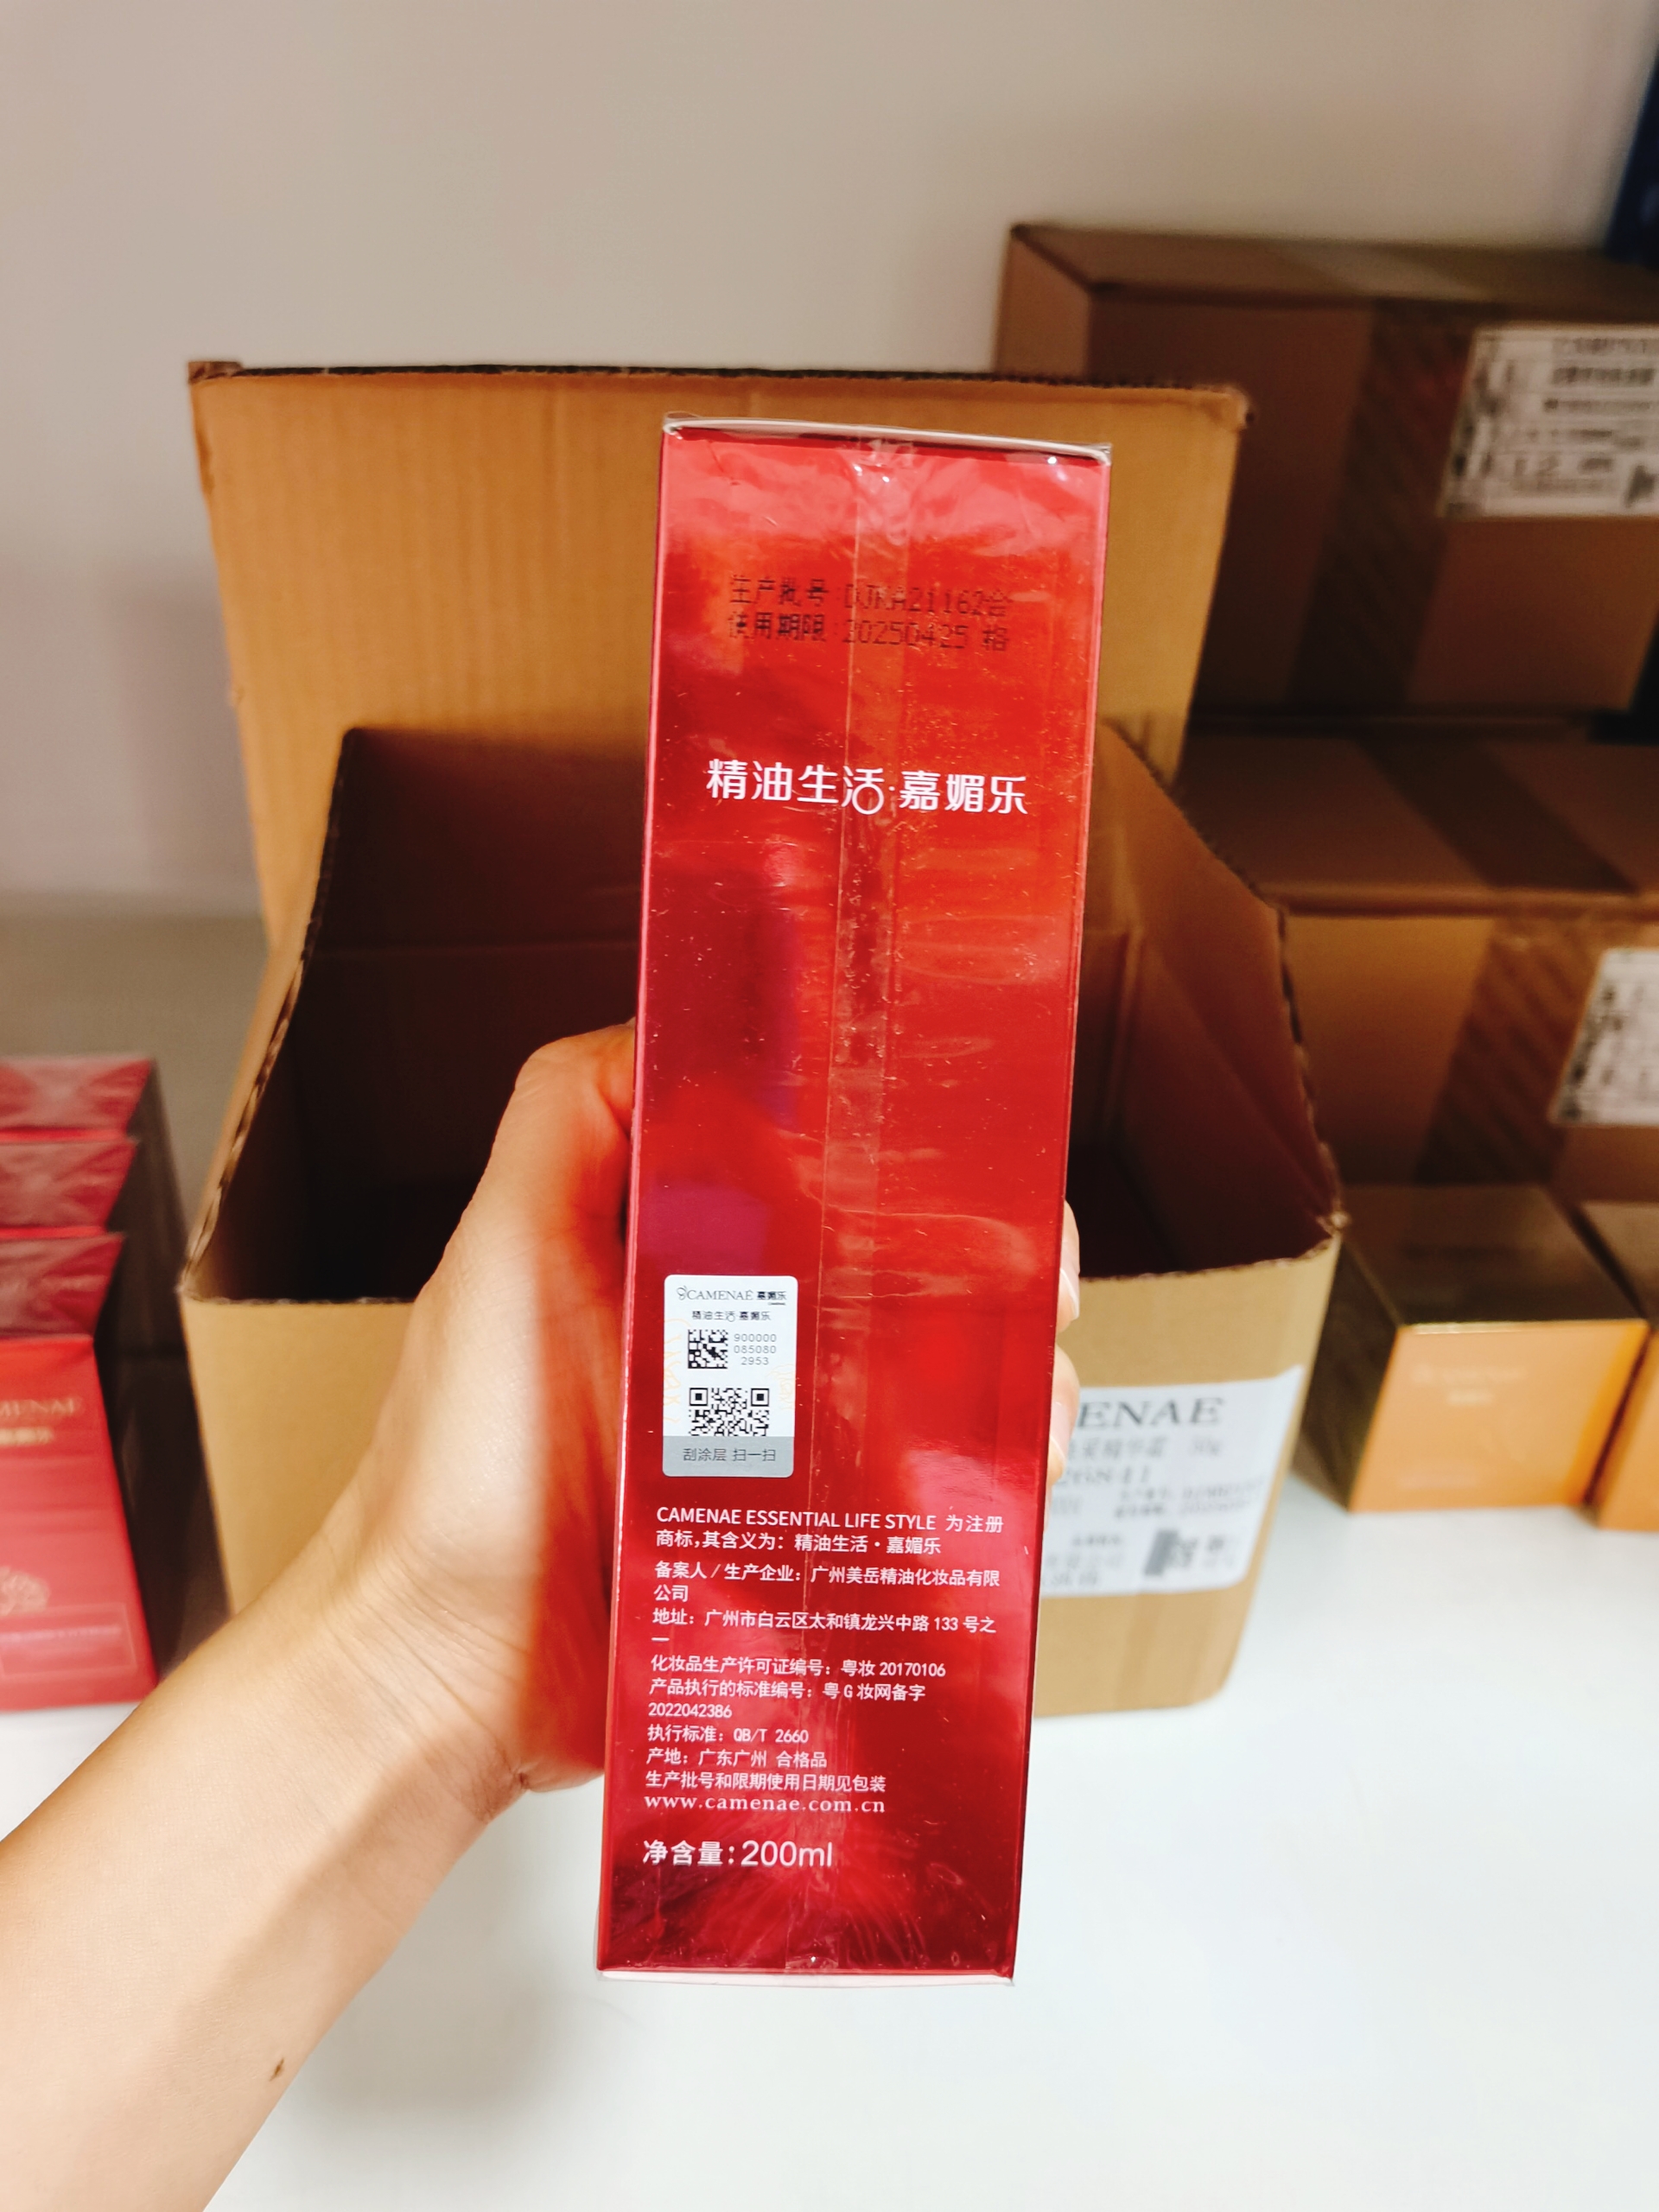 使用期限 20250425
精油生活·嘉媚乐
CAMENAE 嘉媚乐
精油生活·嘉媚乐
900000
085080
2953
刮涂层 扫一扫
CAMENAE ESSENTIAL LIFE STYLE 为注册
商标,其含义为：精油生活·嘉媚乐
备案人/生产企业：广州美岳精油化妆品有限
公司
地址：广州市白云区太和镇龙兴中路 133 号之
一
化妆品生产许可证编号：粤妆 20170106
产品执行的标准编号：粤 G 妆网备字
2022042386
执行标准：QB/T 2660
产地：广东广州 合格品
生产批号和限期使用日期见包装
www.camenae.com.cn
净含量：200ml
ENAE